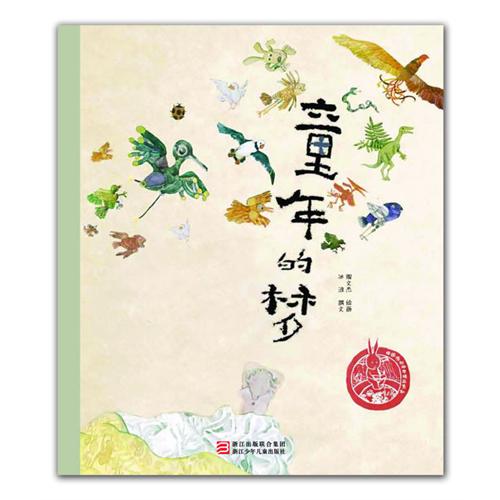 童年的梦
周文杰 绘画
冰波 撰文
浙江出版联合集团
浙江少年儿童出版社